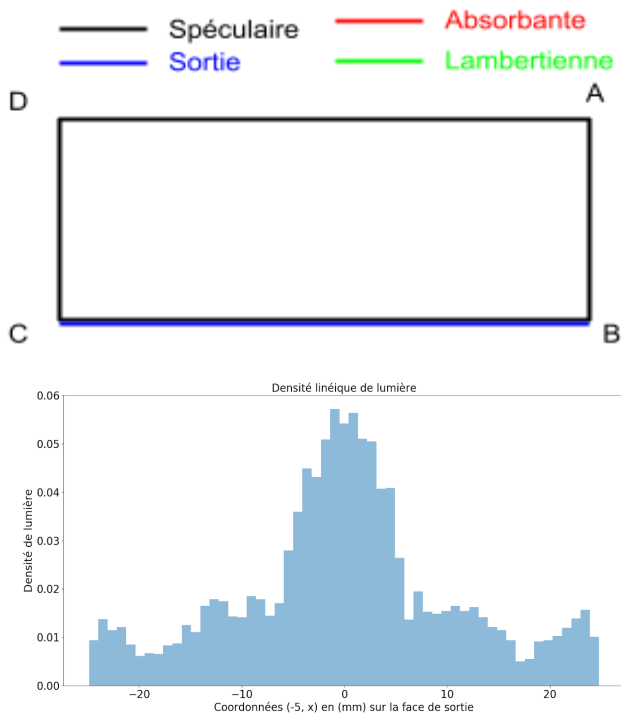 Spéculaire
Absorbante
Sortie
Lambertienne
D
A
C
B
Densité linéique de lumière
0.06
0.05
0.04
0.03
0.02
0.01
0.00
Densité de lumière
−20
−10
0
10
20
Coordonnées (-5, x) en (mm) sur la face de sortie